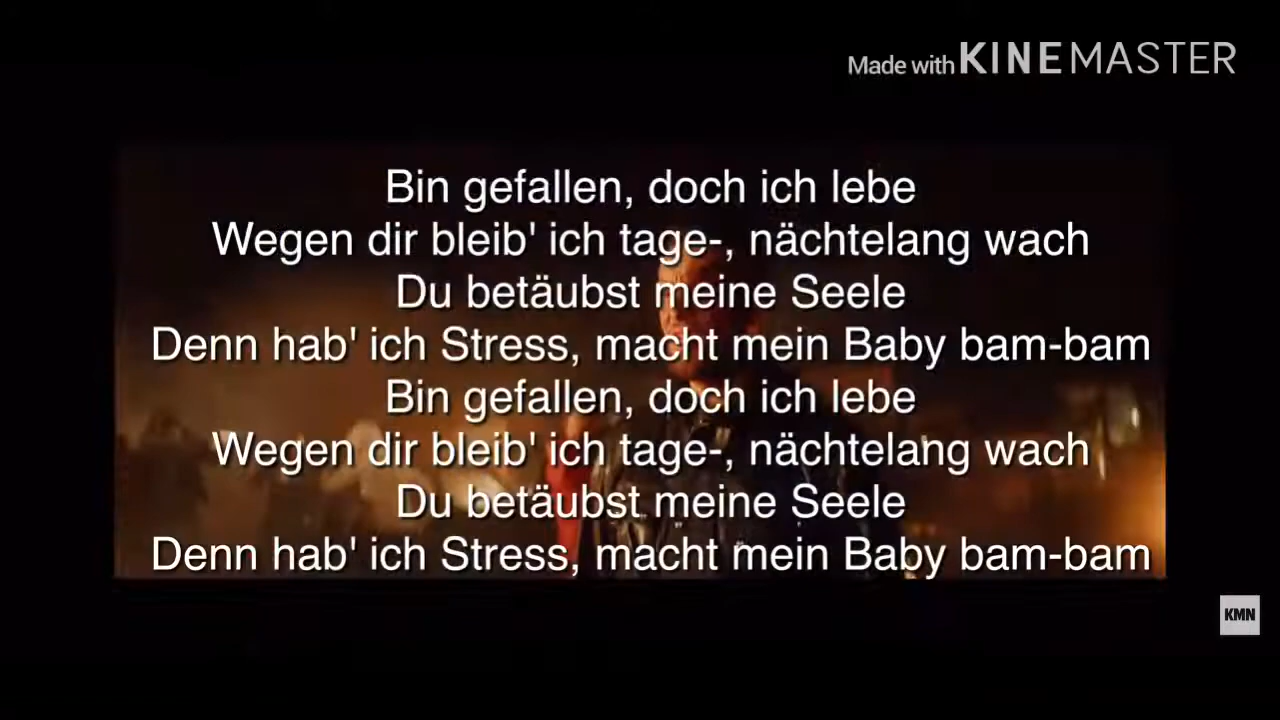 Made with KINEMASTER
Bin gefallen, doch ich lebe
Wegen dir bleib' ich tage-, nächtelang wach
Du betäubst meine Seele
Denn hab' ich Stress, macht mein Baby bam-bam
Bin gefallen, doch ich lebe
Wegen dir bleib' ich tage-, nächtelang wach
Du betäubst meine Seele
Denn hab' ich Stress, macht mein Baby bam-bam
KMN